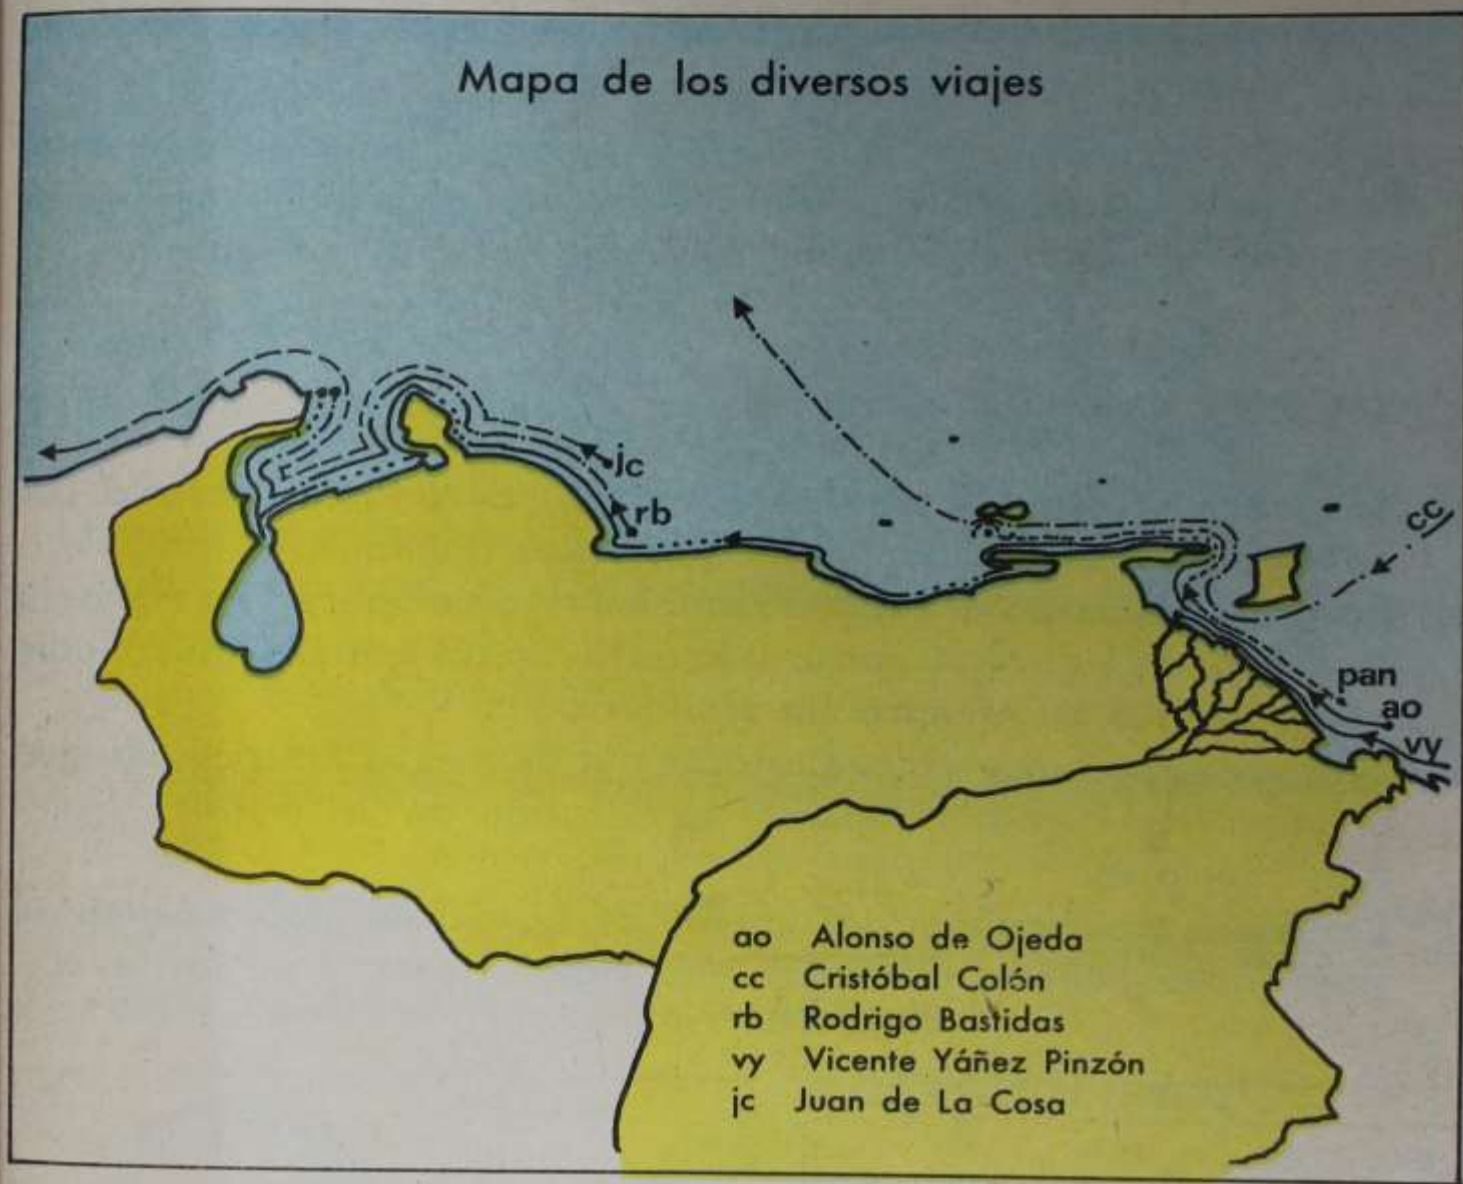 Mapa de los diversos viajes
jc
rb
cc
pan
ao
vy
ao Alonso de Ojeda
cc Cristóbal Colón
rb Rodrigo Bastidas
vy Vicente Yáñez Pinzón
jc Juan de La Cosa